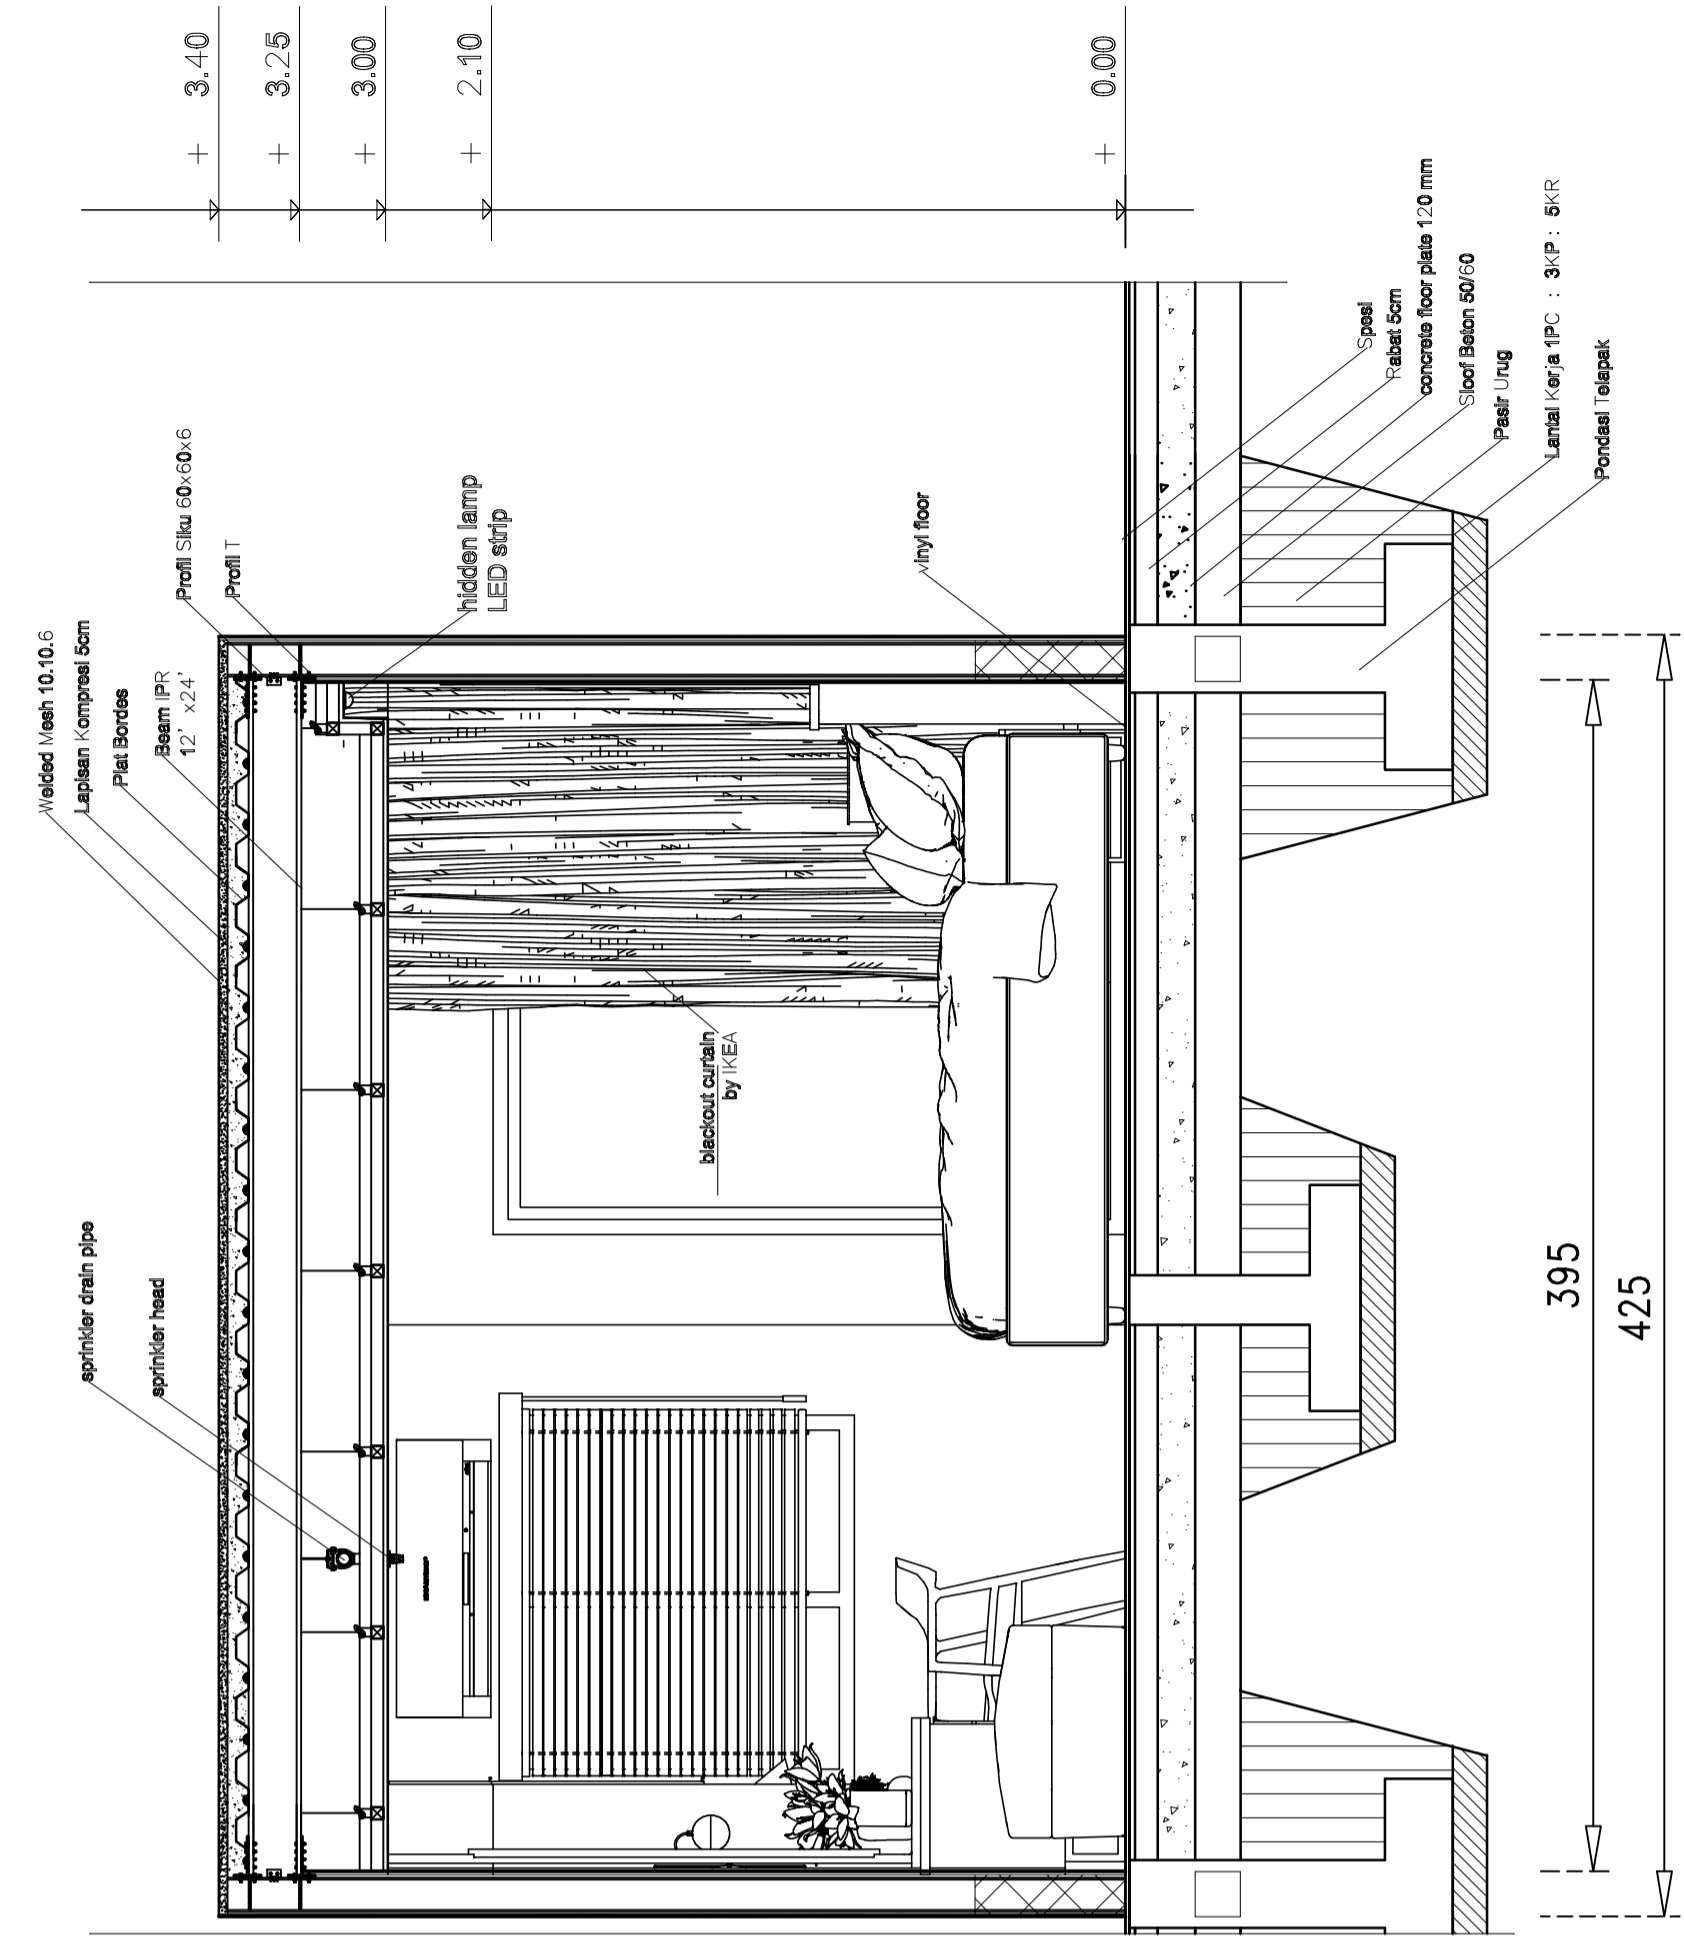 + 3.40
+ 3.25
+ 3.00
+ 2.10
+ 0.00
Welded Mesh 10.10.6
Lapisan Kompresi 5cm
Plat Bordes
Beam IPR
12' x24'
Profil Siku 60x60x6
Profil T
hidden lamp
LED strip
vinyl floor
sprinkler drain pipe
sprinkler head
blackout curtain
by IKEA
Spesi
Rabat 5cm
concrete floor plate 120 mm
Sloof Beton 50/60
Pasir Urug
Lantai Kerja 1PC : 3KP : 5KR
Pondasi Telapak
395
425